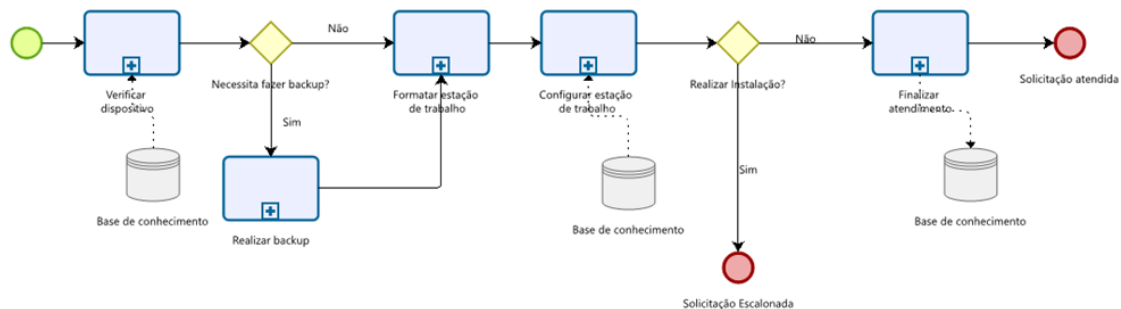 Não
Não
Solicitação atendida
Necessita fazer backup?
Realizar Instalação?
Verificar
dispositivo
Formatar estação
de trabalho
Configurar estação
de trabalho
Finalizar
atendimento
Sim
Sim
Base de conhecimento
Base de conhecimento
Base de conhecimento
Realizar backup
Solicitação Escalonada